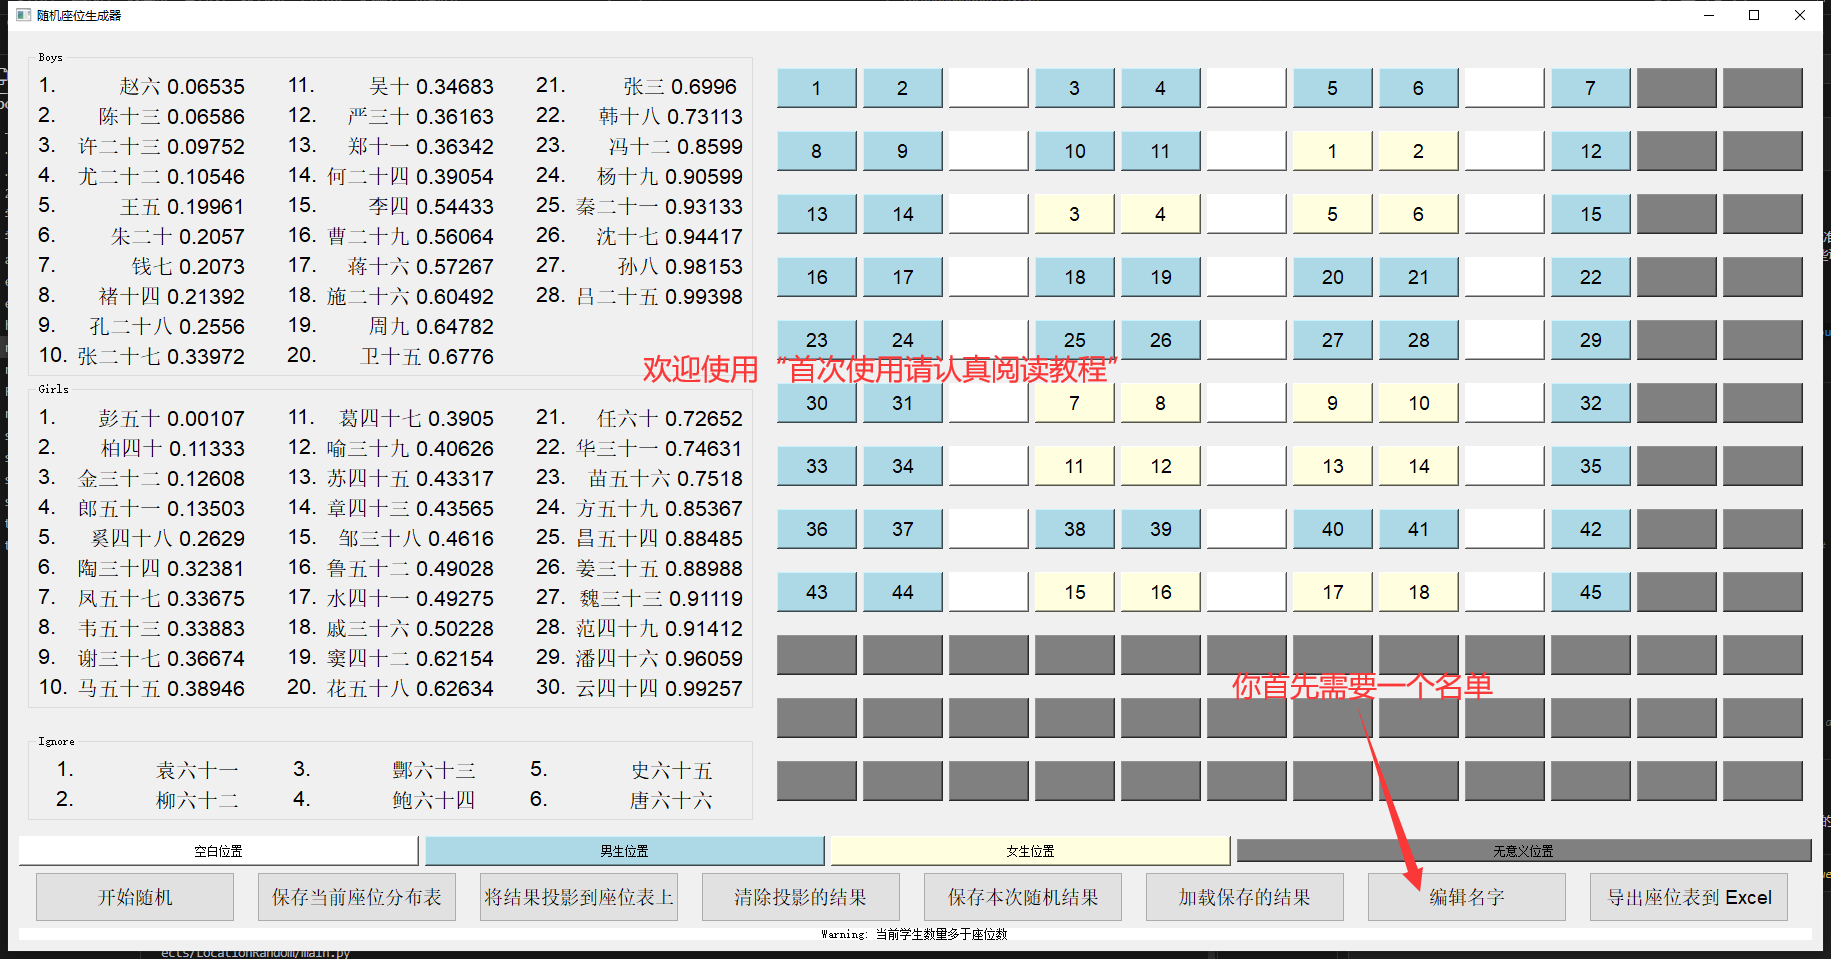 随机座位生成器
Boys
1. 赵六 0.06535 11. 吴十 0.34683 21. 张三 0.6996
2. 陈十三 0.06586 12. 严三十 0.36163 22. 韩十八 0.73113
3. 许二十三 0.09752 13. 郑十一 0.36342 23. 冯十二 0.8599
4. 尤二十二 0.10546 14. 何二十四 0.39054 24. 杨十九 0.90599
5. 王五 0.19961 15. 李四 0.54433 25. 秦二十一 0.93133
6. 朱二十 0.2057 16. 曹二十九 0.56064 26. 沈十七 0.94417
7. 钱七 0.2073 17. 蒋十六 0.57267 27. 孙八 0.98153
8. 褚十四 0.21392 18. 施二十六 0.60492 28. 吕二十五 0.99398
9. 孔二十八 0.2556 19. 周九 0.64782
10. 张二十七 0.33972 20. 卫十五 0.6776
Girls
1. 彭五十 0.00107 11. 葛四十七 0.3905 21. 任六十 0.72652
2. 柏四十 0.11333 12. 喻三十九 0.40626 22. 华三十一 0.74631
3. 金三十二 0.12608 13. 苏四十五 0.43317 23. 苗五十六 0.7518
4. 郎五十一 0.13503 14. 章四十三 0.43565 24. 方五十九 0.85367
5. 奚四十八 0.2629 15. 邹三十八 0.4616 25. 昌五十四 0.88485
6. 陶三十四 0.32381 16. 鲁五十二 0.49028 26. 姜三十五 0.88988
7. 凤五十七 0.33675 17. 水四十一 0.49275 27. 魏三十三 0.91119
8. 韦五十三 0.33883 18. 戚三十六 0.50228 28. 范四十九 0.91412
9. 谢三十七 0.36674 19. 窦四十二 0.62154 29. 潘四十六 0.96059
10. 马五十五 0.38946 20. 花五十八 0.62634 30. 云四十四 0.99257
Ignore
1. 袁六十一 3. 酆六十三 5. 史六十五
2. 柳六十二 4. 鲍六十四 6. 唐六十六
1 2 3 4 5 6 7
8 9 10 11 1 2 12
13 14 3 4 5 6 15
16 17 18 19 20 21 22
23 24 25 26 27 28 29
欢迎使用 “首次使用请认真阅读教程”
30 31 7 8 9 10 32
33 34 11 12 13 14 35
36 37 38 39 40 41 42
43 44 15 16 17 18 45
你首先需要一个名单
空白位置 男生位置 女生位置 无意义位置
开始随机 保存当前座位分布表 将结果投影到座位表上 清除投影的结果 保存本次随机结果 加载保存的结果 编辑名字 导出座位表到 Excel
Warning: 当前学生数量多于座位数
ects/LocationRandom/main.py